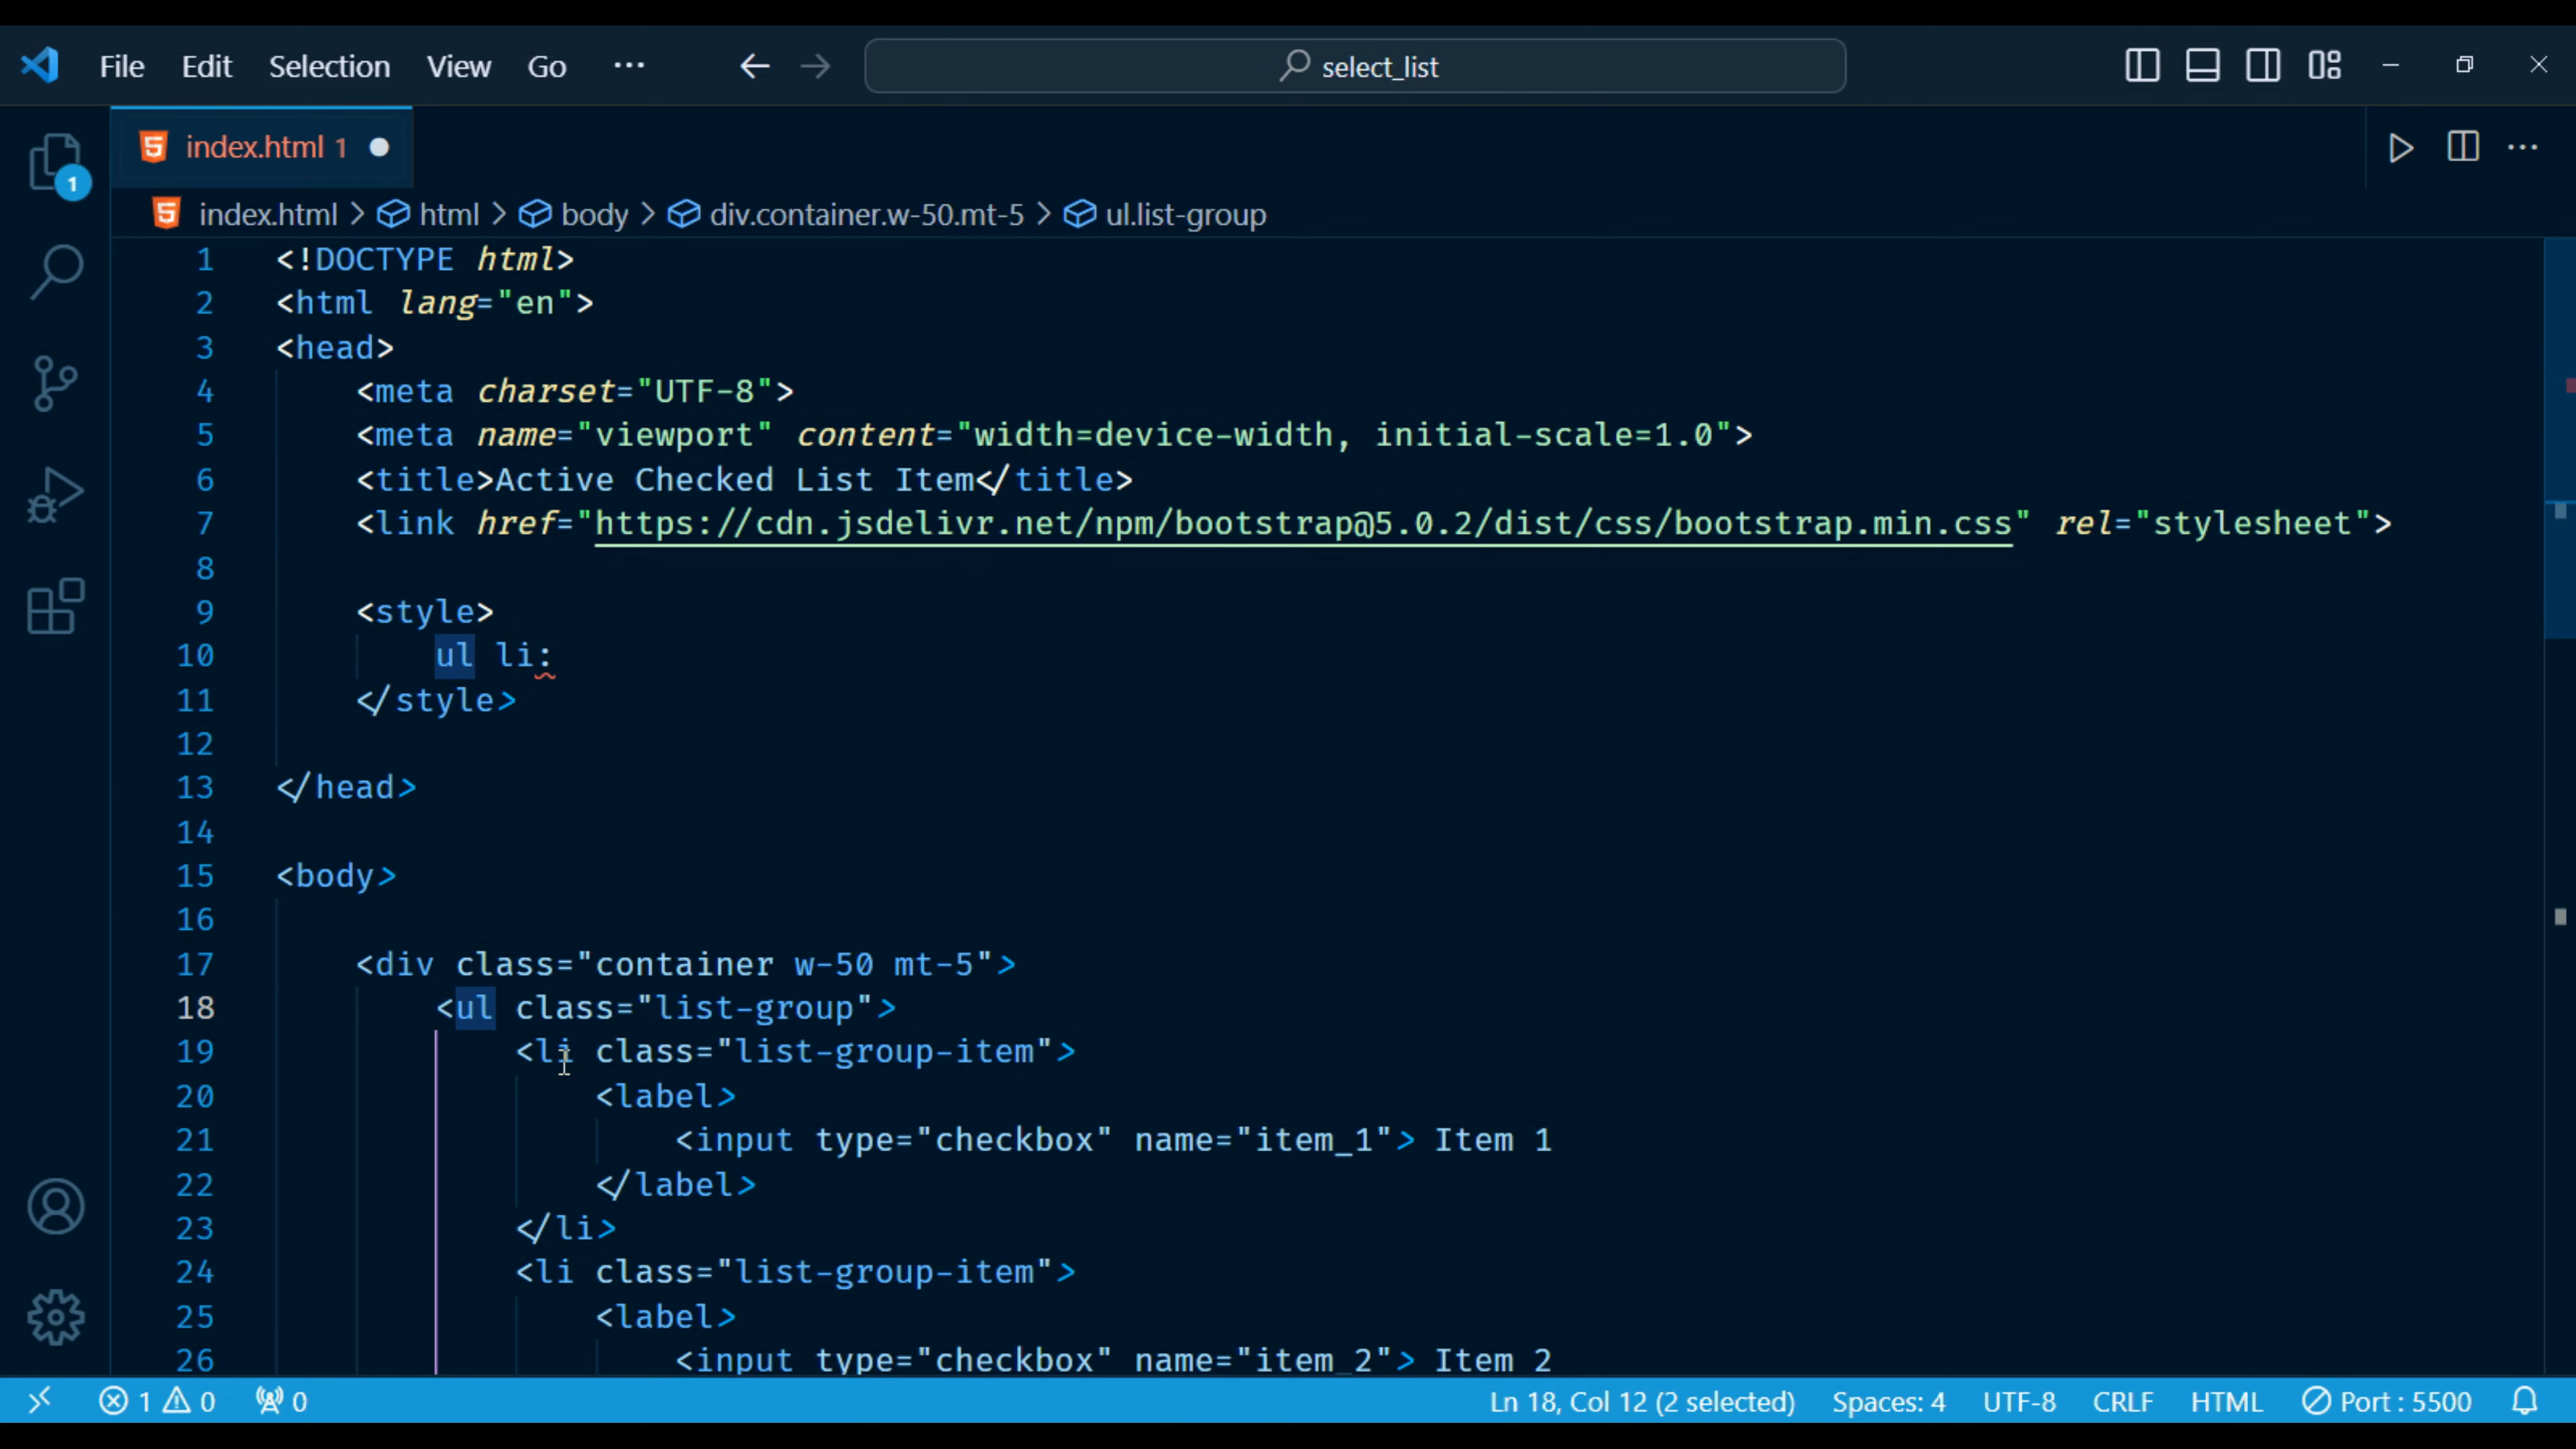 File Edit Selection View Go ... select_list
index.html 1
1
index.html > html > body > div.container.w-50.mt-5 > ul.list-group
1 <!DOCTYPE html>
2 <html lang="en">
3 <head>
4 <meta charset="UTF-8">
5 <meta name="viewport" content="width=device-width, initial-scale=1.0">
6 <title>Active Checked List Item</title>
7 <link href="https://cdn.jsdelivr.net/npm/bootstrap@5.0.2/dist/css/bootstrap.min.css" rel="stylesheet">
8
9 <style>
10 ul li:
11 </style>
12
13 </head>
14
15 <body>
16
17 <div class="container w-50 mt-5">
18 <ul class="list-group">
19 <li class="list-group-item">
20 <label>
21 <input type="checkbox" name="item_1"> Item 1
22 </label>
23 </li>
24 <li class="list-group-item">
25 <label>
26 <input type="checkbox" name="item_2"> Item 2
1 0 0 Ln 18, Col 12 (2 selected) Spaces: 4 UTF-8 CRLF HTML Port : 5500